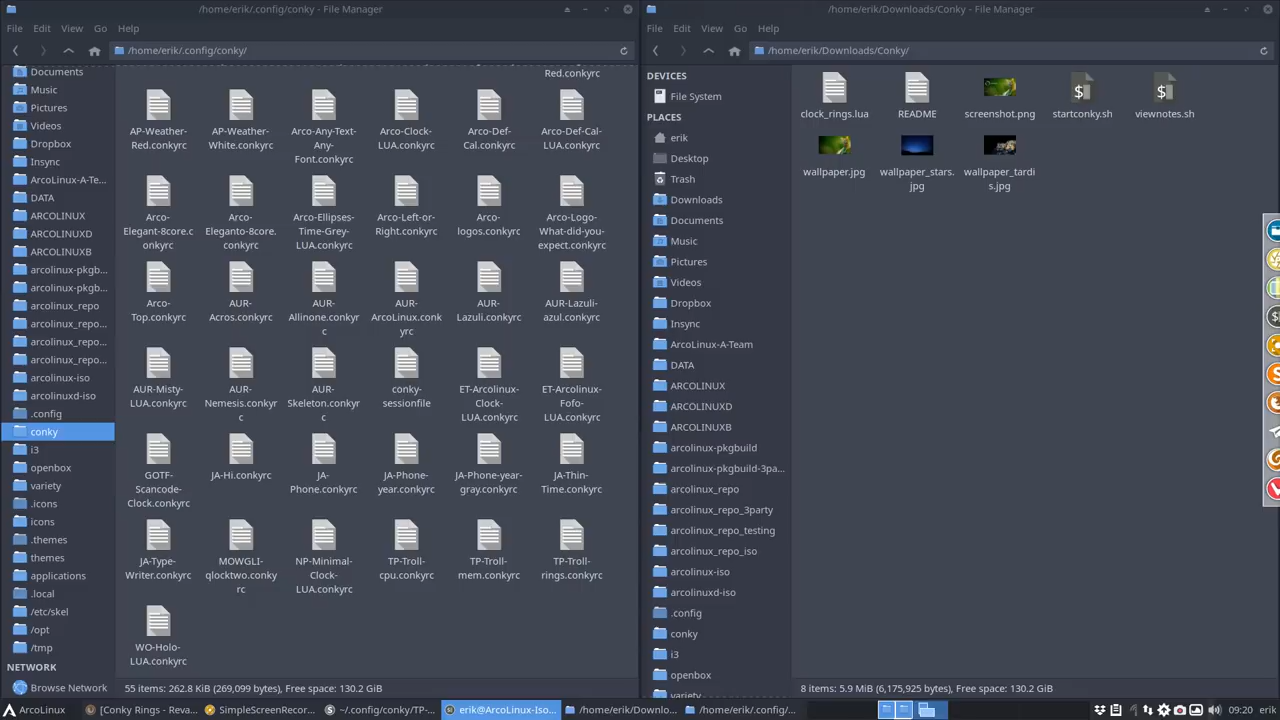 /home/erik/.config/conky - File Manager
File Edit View Go Help
/home/erik/.config/conky/
Documents
Music
Pictures
Videos
Dropbox
Insync
ArcoLinux-A-Te...
DATA
ARCOLINUX
ARCOLINUXD
ARCOLINUXB
arcolinux-pkgb...
arcolinux-pkgb...
arcolinux_repo
arcolinux_repo...
arcolinux_repo...
arcolinux_repo...
arcolinux-iso
arcolinuxd-iso
.config
conky
i3
openbox
variety
.icons
icons
.themes
themes
applications
.local
/etc/skel
/opt
/tmp
NETWORK
Browse Network
Red.conkyrc
AP-Weather-
Red.conkyrc
AP-Weather-
White.conkyrc
Arco-Any-Text-
Any-
Font.conkyrc
Arco-Clock-
LUA.conkyrc
Arco-Def-
Cal.conkyrc
Arco-Def-Cal-
LUA.conkyrc
Arco-
Elegant-8core.c
onkyrc
Arco-
Eleganto-8core.
conkyrc
Arco-Ellipses-
Time-Grey-
LUA.conkyrc
Arco-Left-or-
Right.conkyrc
Arco-
logos.conkyrc
Arco-Logo-
What-did-you-
expect.conkyrc
Arco-
Top.conkyrc
AUR-
Acros.conkyrc
AUR-
Allinone.conkyr
c
AUR-
ArcoLinux.conk
yrc
AUR-
Lazuli.conkyrc
AUR-Lazuli-
azul.conkyrc
AUR-Misty-
LUA.conkyrc
AUR-
Nemesis.conkyr
c
AUR-
Skeleton.conkyr
c
conky-
sessionfile
ET-Arcolinux-
Clock-
LUA.conkyrc
ET-Arcolinux-
Fofo-
LUA.conkyrc
GOTF-
Scancode-
Clock.conkyrc
JA-Hi.conkyrc
JA-
Phone.conkyrc
JA-Phone-
year.conkyrc
JA-Phone-year-
gray.conkyrc
JA-Thin-
Time.conkyrc
JA-Type-
Writer.conkyrc
MOWGLI-
qlocktwo.conky
rc
NP-Minimal-
Clock-
LUA.conkyrc
TP-Troll-
cpu.conkyrc
TP-Troll-
mem.conkyrc
TP-Troll-
rings.conkyrc
WO-Holo-
LUA.conkyrc
55 items: 262.8 KiB (269,099 bytes), Free space: 130.2 GiB
/home/erik/Downloads/Conky - File Manager
File Edit View Go Help
/home/erik/Downloads/Conky/
DEVICES
File System
PLACES
erik
Desktop
Trash
Downloads
Documents
Music
Pictures
Videos
Dropbox
Insync
ArcoLinux-A-Team
DATA
ARCOLINUX
ARCOLINUXD
ARCOLINUXB
arcolinux-pkgbuild
arcolinux-pkgbuild-3pa...
arcolinux_repo
arcolinux_repo_3party
arcolinux_repo_testing
arcolinux_repo_iso
arcolinux-iso
arcolinuxd-iso
.config
conky
i3
openbox
variety
clock_rings.lua
README
screenshot.png
startconky.sh
viewnotes.sh
wallpaper.jpg
wallpaper_stars.
jpg
wallpaper_tardi
s.jpg
8 items: 5.9 MiB (6,175,925 bytes), Free space: 130.2 GiB
ArcoLinux
[Conky Rings - Reva...
SimpleScreenRecor...
~/.config/conky/TP-...
erik@ArcoLinux-Iso...
/home/erik/Downlo...
/home/erik/.config/...
09:20 erik